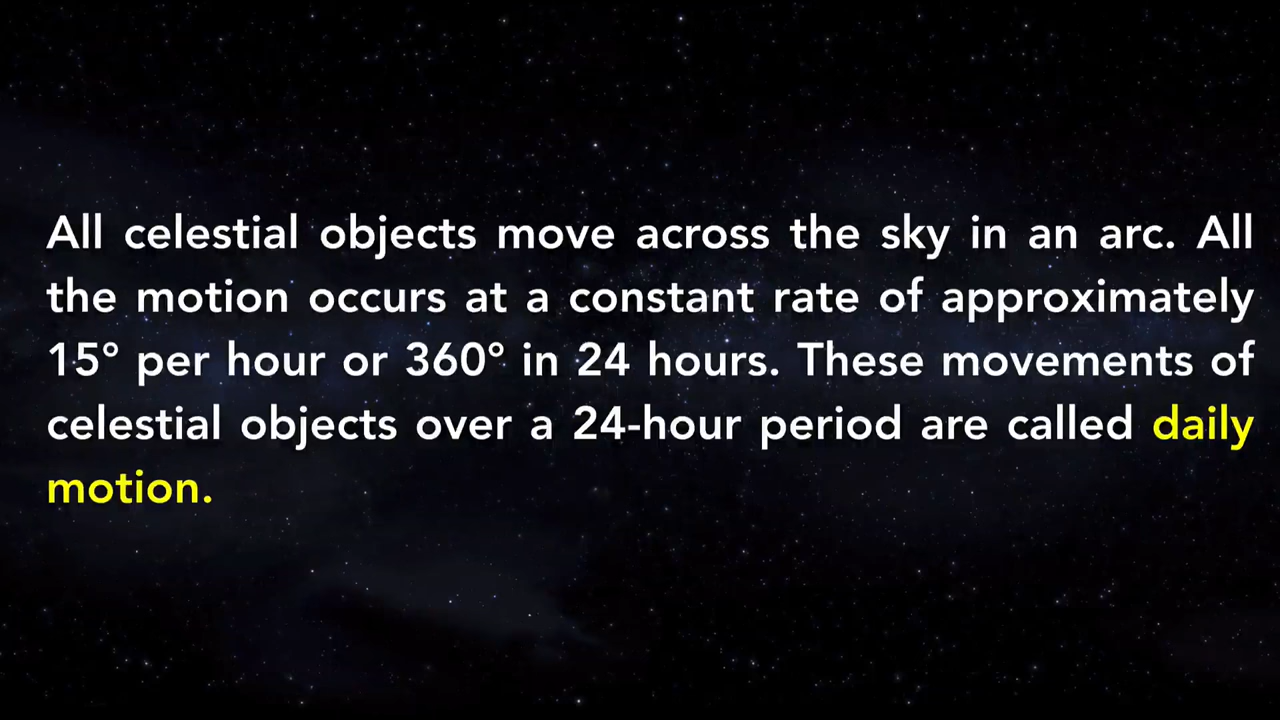 All celestial objects move across the sky in an arc. All
the motion occurs at a constant rate of approximately
15° per hour or 360° in 24 hours. These movements of
celestial objects over a 24-hour period are called daily
motion.